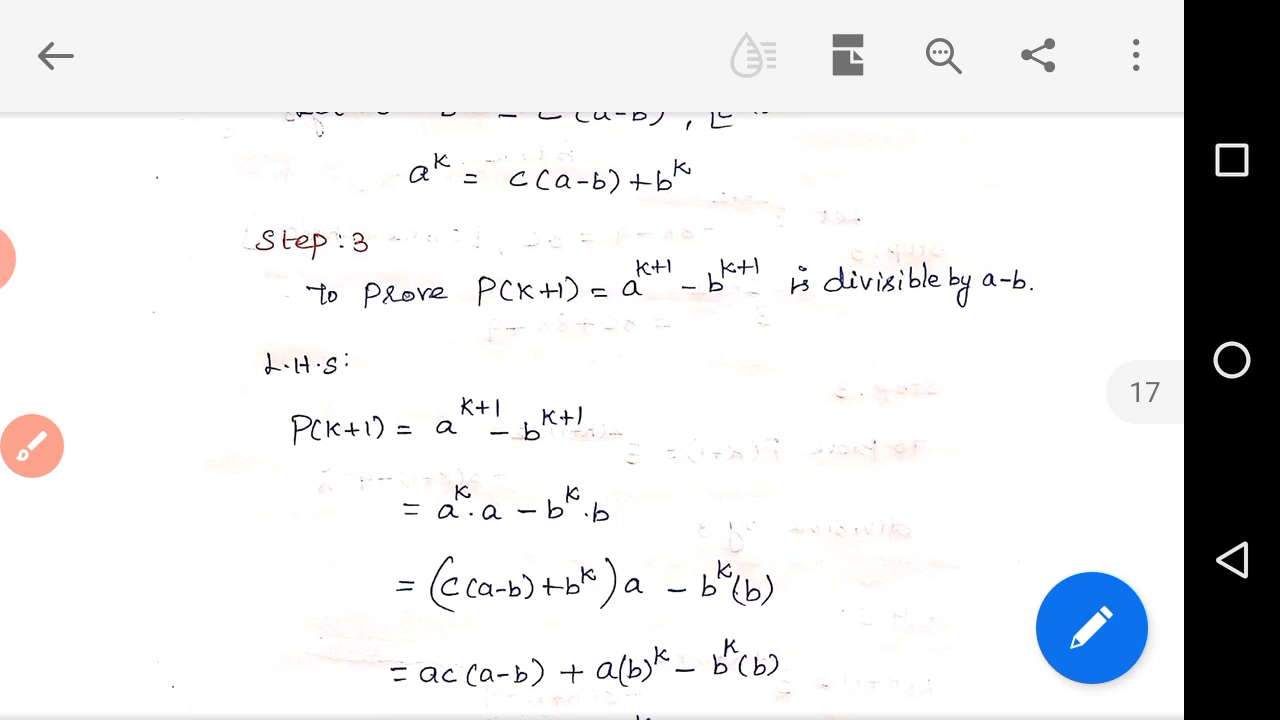 = c(a-b),
a^k = c(a-b)+b^k
Step:3
To Prove P(k+1) = a^{k+1} - b^{k+1} is divisible by a-b.
L.H.S:
P(k+1) = a^{k+1} - b^{k+1}
17
= a^k.a - b^k.b
= (c(a-b)+b^k)a - b^k(b)
= ac(a-b) + a(b)^k - b^k(b)